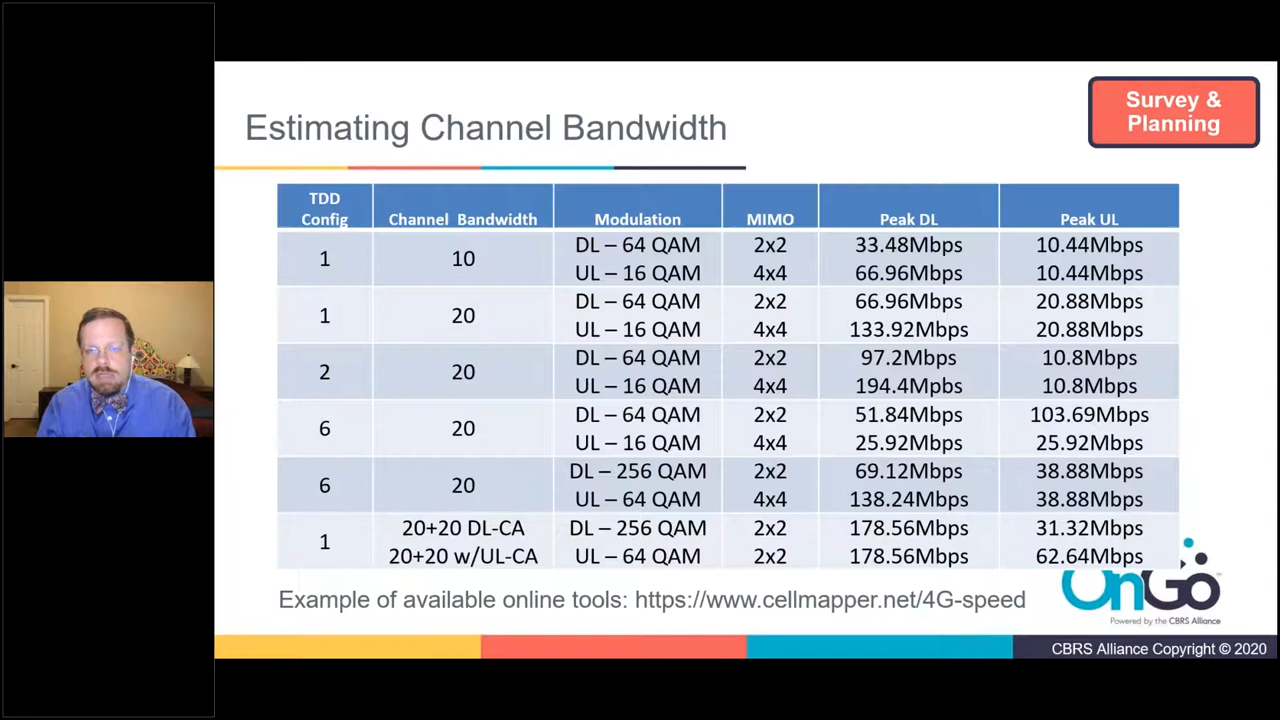 Survey &
Planning
Estimating Channel Bandwidth
TDD Config Channel Bandwidth Modulation MIMO Peak DL Peak UL
1 10 DL – 64 QAM 2x2 33.48Mbps 10.44Mbps
UL – 16 QAM 4x4 66.96Mbps 10.44Mbps
1 20 DL – 64 QAM 2x2 66.96Mbps 20.88Mbps
UL – 16 QAM 4x4 133.92Mbps 20.88Mbps
2 20 DL – 64 QAM 2x2 97.2Mbps 10.8Mbps
UL – 16 QAM 4x4 194.4Mbps 10.8Mbps
6 20 DL – 64 QAM 2x2 51.84Mbps 103.69Mbps
UL – 16 QAM 4x4 25.92Mbps 25.92Mbps
6 20 DL – 256 QAM 2x2 69.12Mbps 38.88Mbps
UL – 64 QAM 4x4 138.24Mbps 38.88Mbps
1 20+20 DL-CA DL – 256 QAM 2x2 178.56Mbps 31.32Mbps
20+20 w/UL-CA UL – 64 QAM 2x2 178.56Mbps 62.64Mbps
Example of available online tools: https://www.cellmapper.net/4G-speed
OnGo
Powered by the CBRS Alliance
CBRS Alliance Copyright © 2020